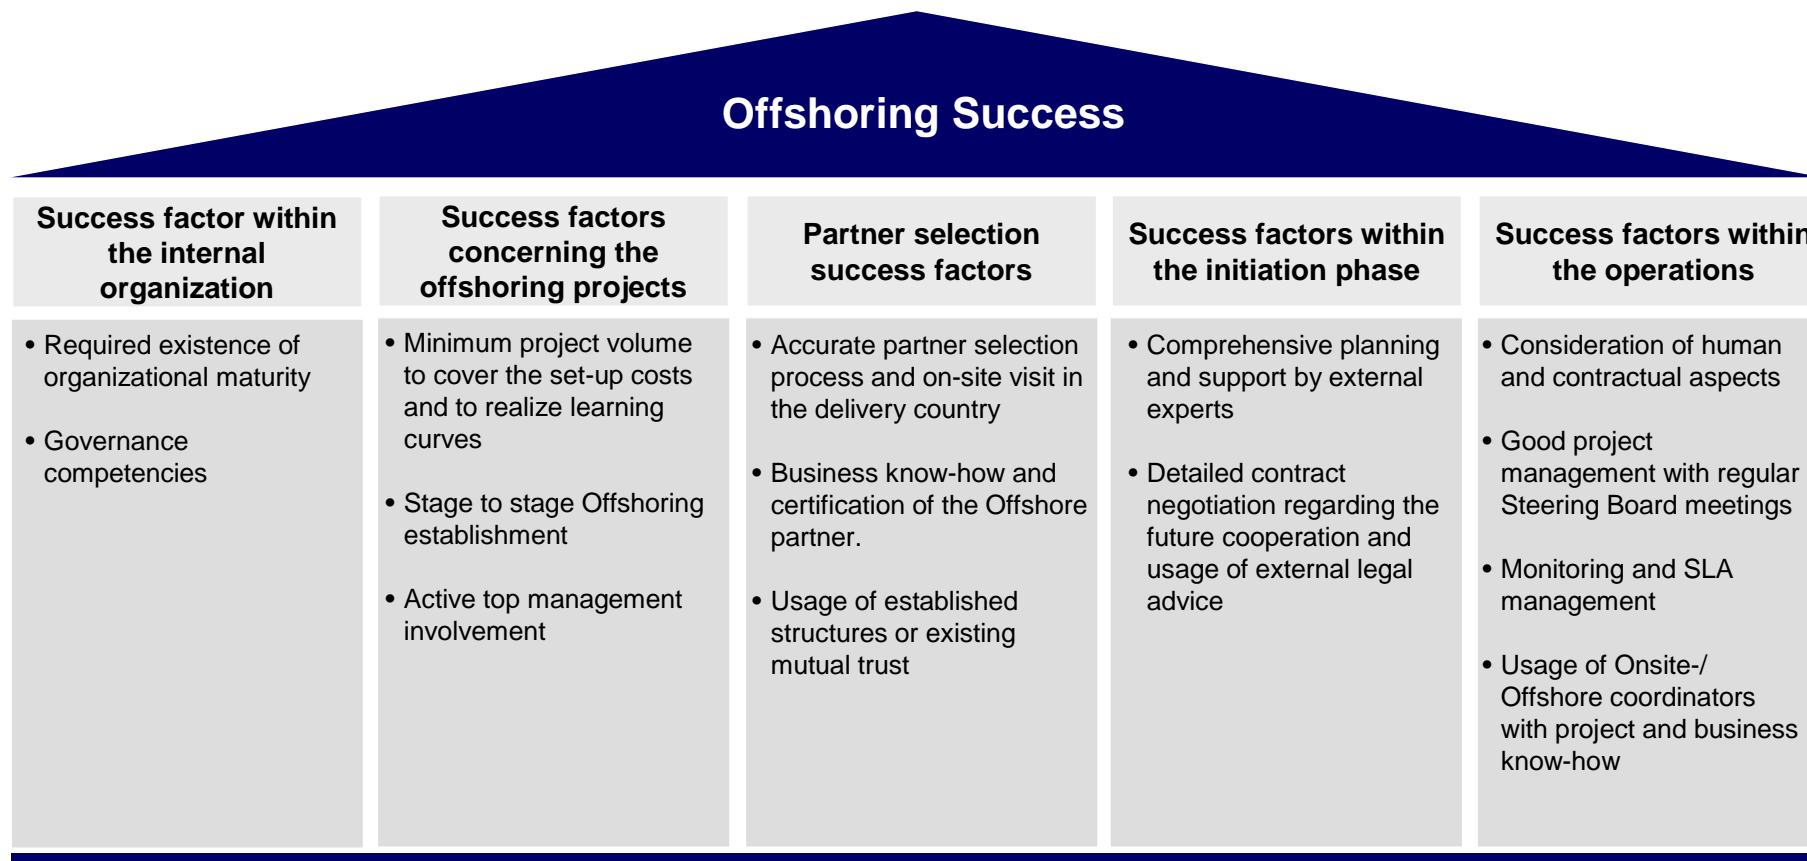 Offshoring Success
Success factor within
the internal
organization
• Required existence of
organizational maturity
• Governance
competencies
Success factors
concerning the
offshoring projects
• Minimum project volume
to cover the set-up costs
and to realize learning
curves
• Stage to stage Offshoring
establishment
• Active top management
involvement
Partner selection
success factors
• Accurate partner selection
process and on-site visit in
the delivery country
• Business know-how and
certification of the Offshore
partner.
• Usage of established
structures or existing
mutual trust
Success factors within
the initiation phase
• Comprehensive planning
and support by external
experts
• Detailed contract
negotiation regarding the
future cooperation and
usage of external legal
advice
Success factors within
the operations
• Consideration of human
and contractual aspects
• Good project
management with regular
Steering Board meetings
• Monitoring and SLA
management
• Usage of Onsite-/
Offshore coordinators
with project and business
know-how